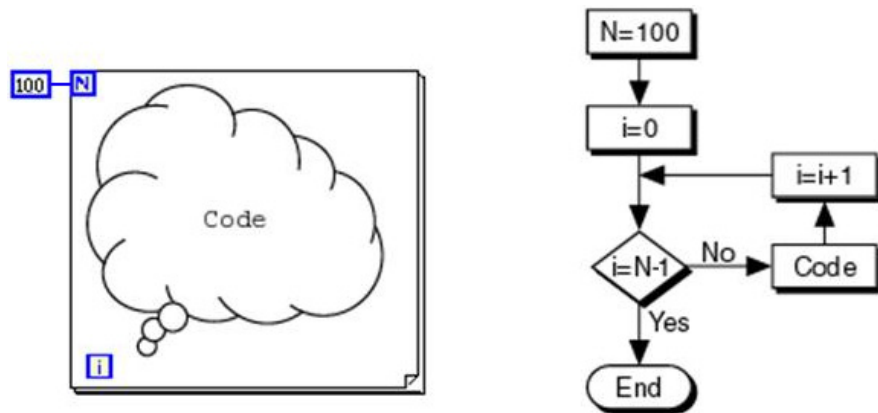 100
N
Code
i
N=100
i=0
i=i+1
i=N-1
No
Code
Yes
End